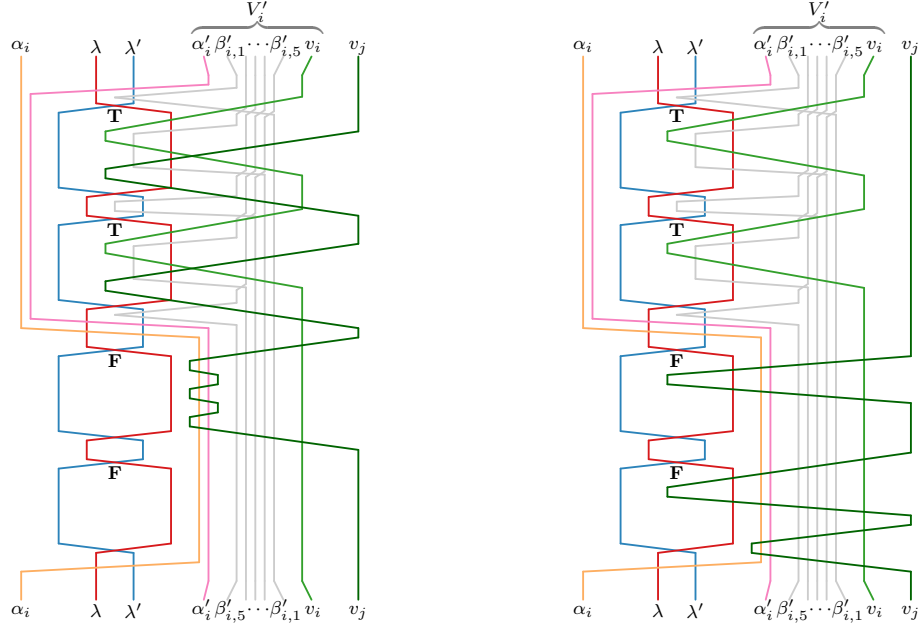 V′ᵢ V′ᵢ
αᵢ λ λ′ α′ᵢ β′ᵢ,₁ ⋯ β′ᵢ,₅ vᵢ vⱼ αᵢ λ λ′ α′ᵢ β′ᵢ,₁ ⋯ β′ᵢ,₅ vᵢ vⱼ
T T
T T
F F
F F
αᵢ λ λ′ α′ᵢ β′ᵢ,₅ ⋯ β′ᵢ,₁ vᵢ vⱼ αᵢ λ λ′ α′ᵢ β′ᵢ,₅ ⋯ β′ᵢ,₁ vᵢ vⱼ